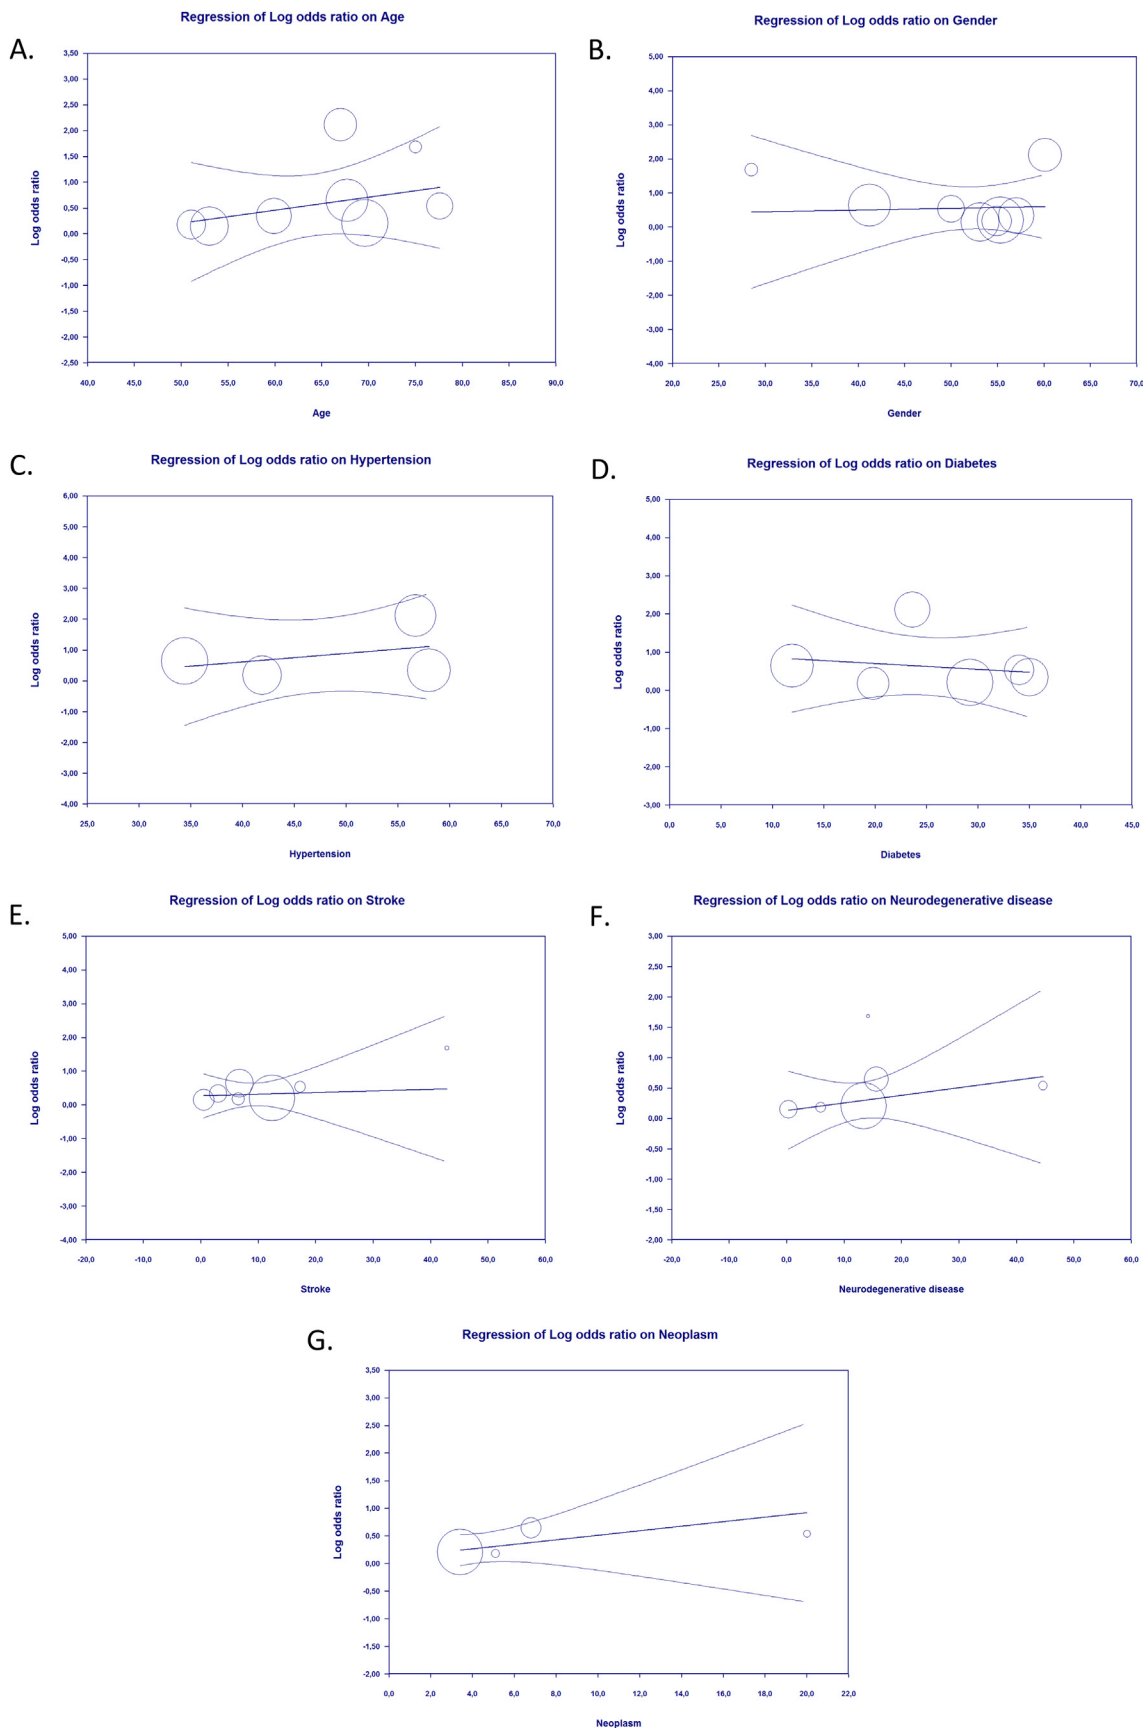 A.
Regression of Log odds ratio on Age
Log odds ratio
3,50
3,00
2,50
2,00
1,50
1,00
0,50
0,00
-0,50
-1,00
-1,50
-2,00
-2,50
40,0 45,0 50,0 55,0 60,0 65,0 70,0 75,0 80,0 85,0 90,0
Age
B.
Regression of Log odds ratio on Gender
Log odds ratio
5,00
4,00
3,00
2,00
1,00
0,00
-1,00
-2,00
-3,00
-4,00
20,0 25,0 30,0 35,0 40,0 45,0 50,0 55,0 60,0 65,0 70,0
Gender
C.
Regression of Log odds ratio on Hypertension
Log odds ratio
6,00
5,00
4,00
3,00
2,00
1,00
0,00
-1,00
-2,00
-3,00
-4,00
25,0 30,0 35,0 40,0 45,0 50,0 55,0 60,0 65,0 70,0
Hypertension
D.
Regression of Log odds ratio on Diabetes
Log odds ratio
5,00
4,00
3,00
2,00
1,00
0,00
-1,00
-2,00
-3,00
0,0 5,0 10,0 15,0 20,0 25,0 30,0 35,0 40,0 45,0
Diabetes
E.
Regression of Log odds ratio on Stroke
Log odds ratio
5,00
4,00
3,00
2,00
1,00
0,00
-1,00
-2,00
-3,00
-4,00
-20,0 -10,0 0,0 10,0 20,0 30,0 40,0 50,0 60,0
Stroke
F.
Regression of Log odds ratio on Neurodegenerative disease
Log odds ratio
3,00
2,50
2,00
1,50
1,00
0,50
0,00
-0,50
-1,00
-1,50
-2,00
-20,0 -10,0 0,0 10,0 20,0 30,0 40,0 50,0 60,0
Neurodegenerative disease
G.
Regression of Log odds ratio on Neoplasm
Log odds ratio
3,50
3,00
2,50
2,00
1,50
1,00
0,50
0,00
-0,50
-1,00
-1,50
-2,00
0,0 2,0 4,0 6,0 8,0 10,0 12,0 14,0 16,0 18,0 20,0 22,0
Neoplasm